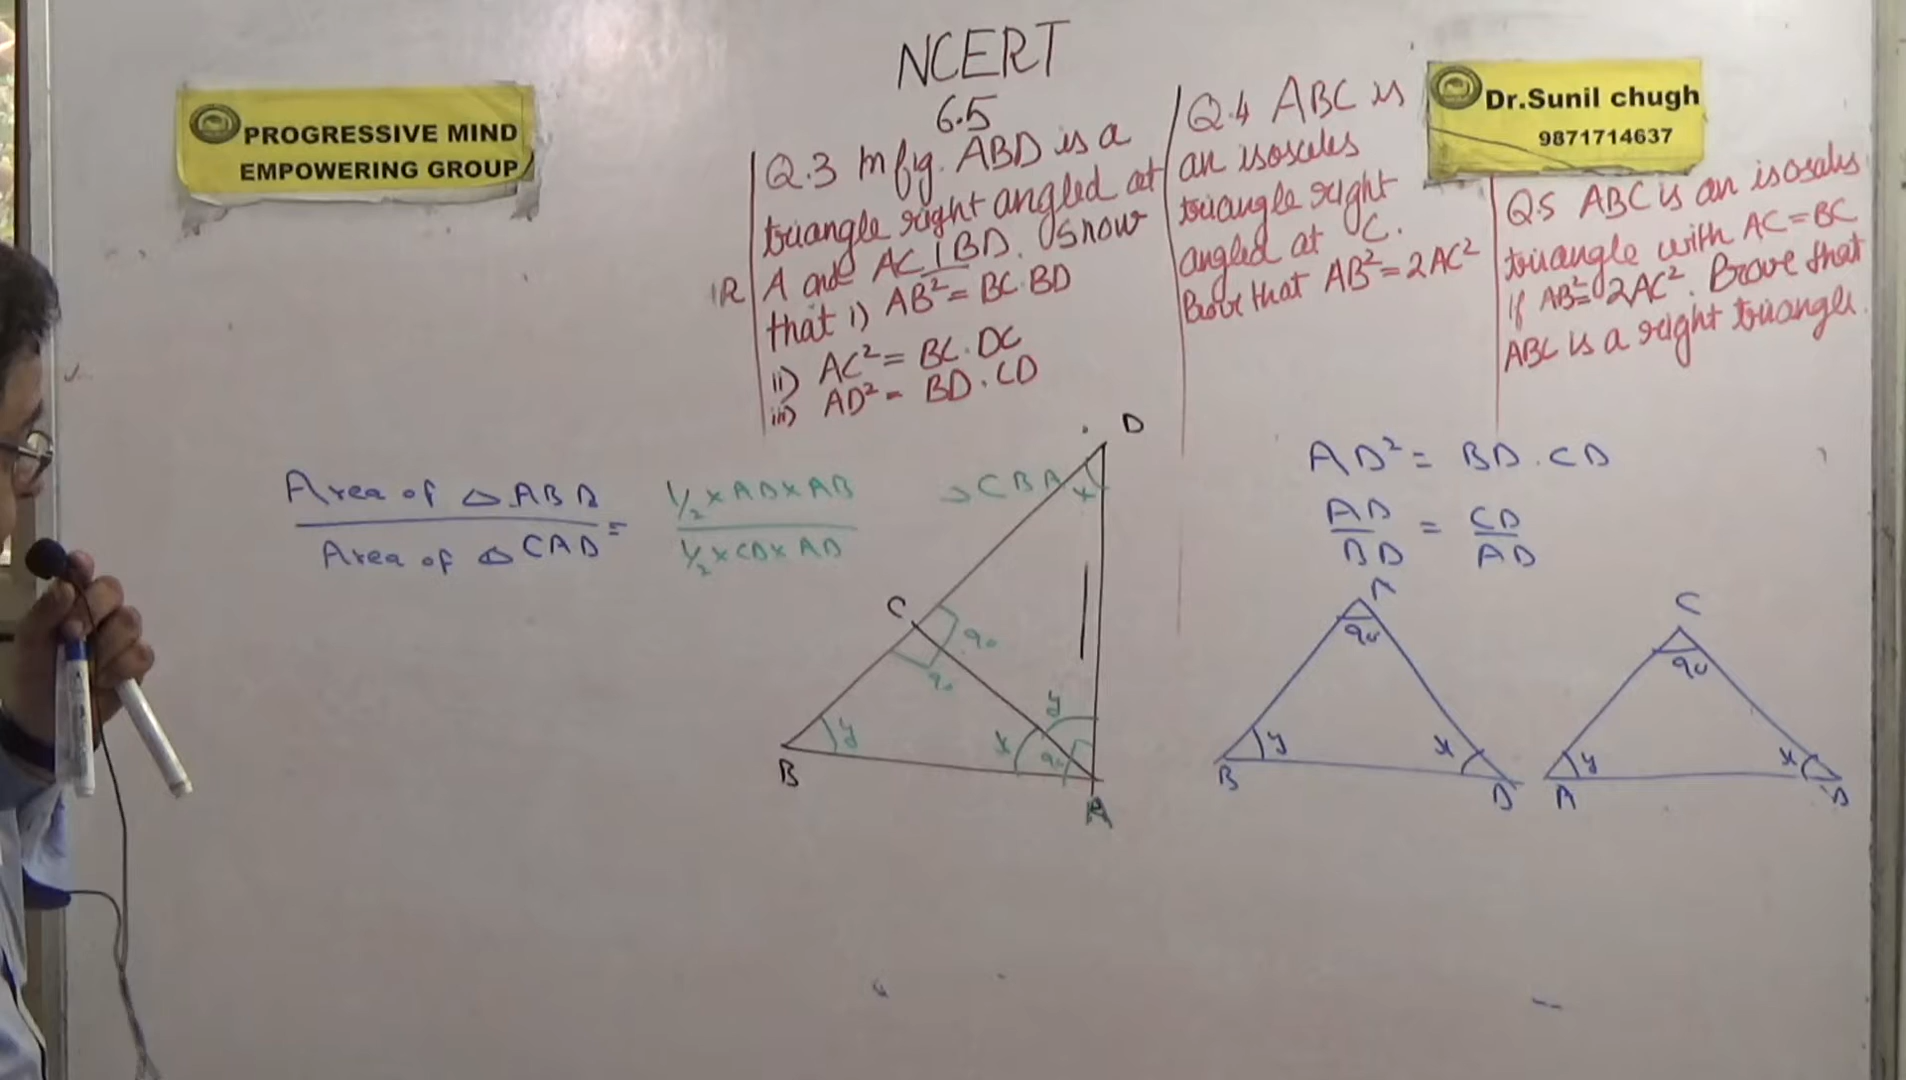 NCERT
6.5
PROGRESSIVE MIND
EMPOWERING GROUP
Dr.Sunil chugh
9871714637
Q.3 In fig. ABD is a
triangle right angled at
A and AC ⊥ BD. Show
that i) AB² = BC.BD
ii) AC² = BC.DC
iii) AD² = BD.CD
Q.4 ABC is
an isosceles
triangle right
angled at C.
Prove that AB² = 2AC²
Q.5 ABC is an isosceles
triangle with AC = BC
if AB² = 2AC². Prove that
ABC is a right triangle.
Area of △ABD / Area of △CAD = ½ × AD × AB / ½ × CD × AD
CBA
D
x
C
90
90
y
y
x
90
B
A
AD² = BD.CD
AD/BD = CD/AD
A
90
y
x
B
D
C
90
y
x
A
D